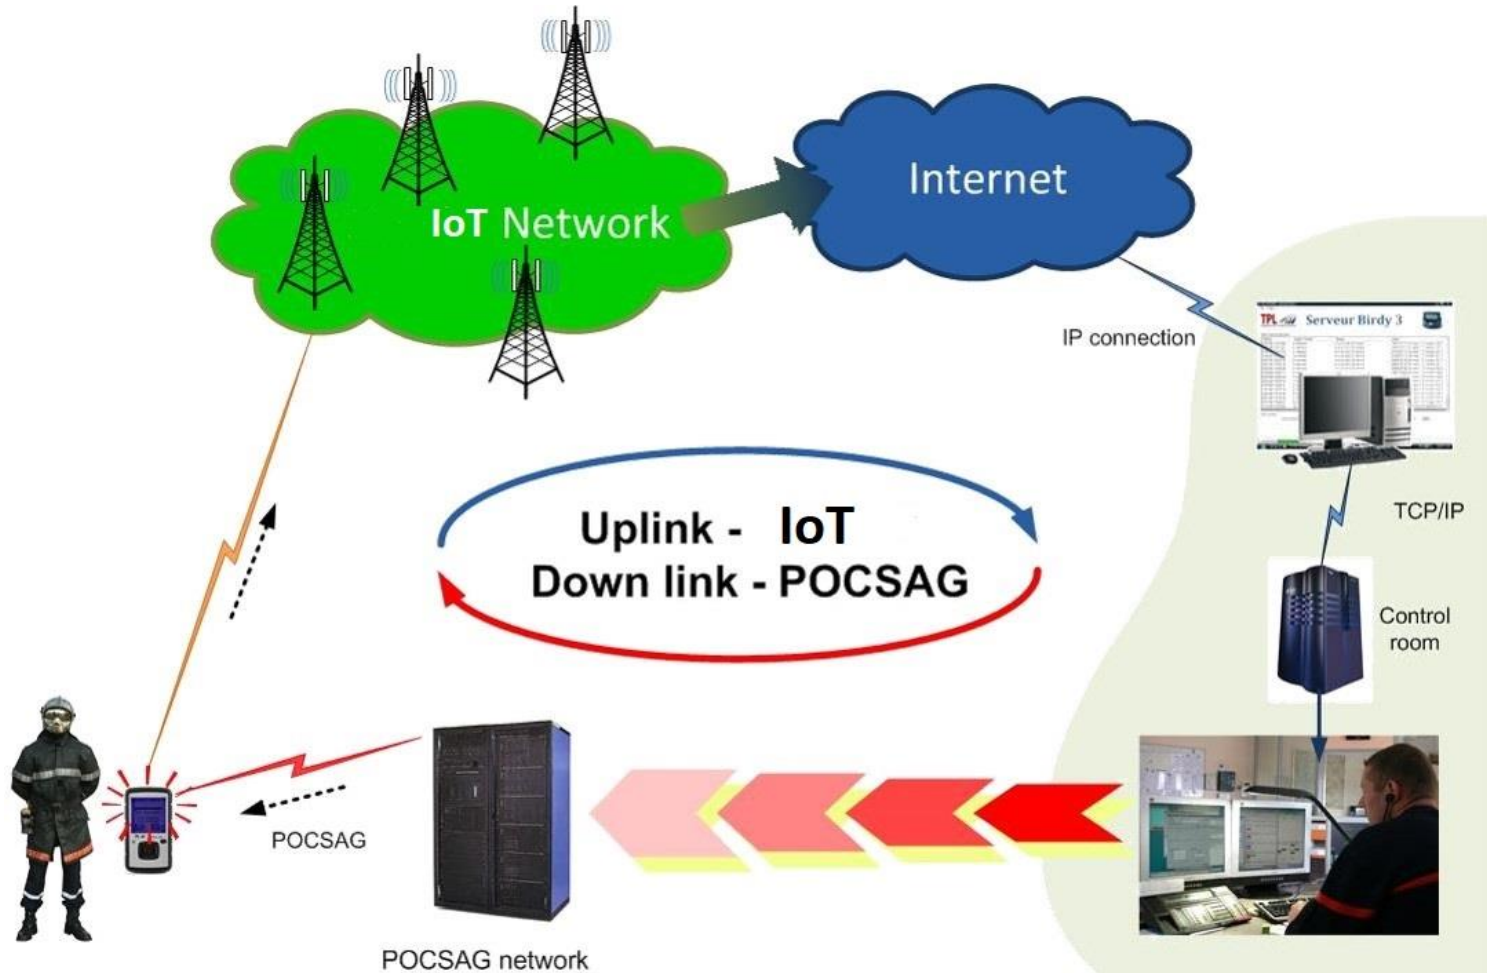 IoT Network
Internet
IP connection
TPL
Serveur Birdy 3
TCP/IP
Uplink - IoT
Down link - POCSAG
Control
room
POCSAG
POCSAG network